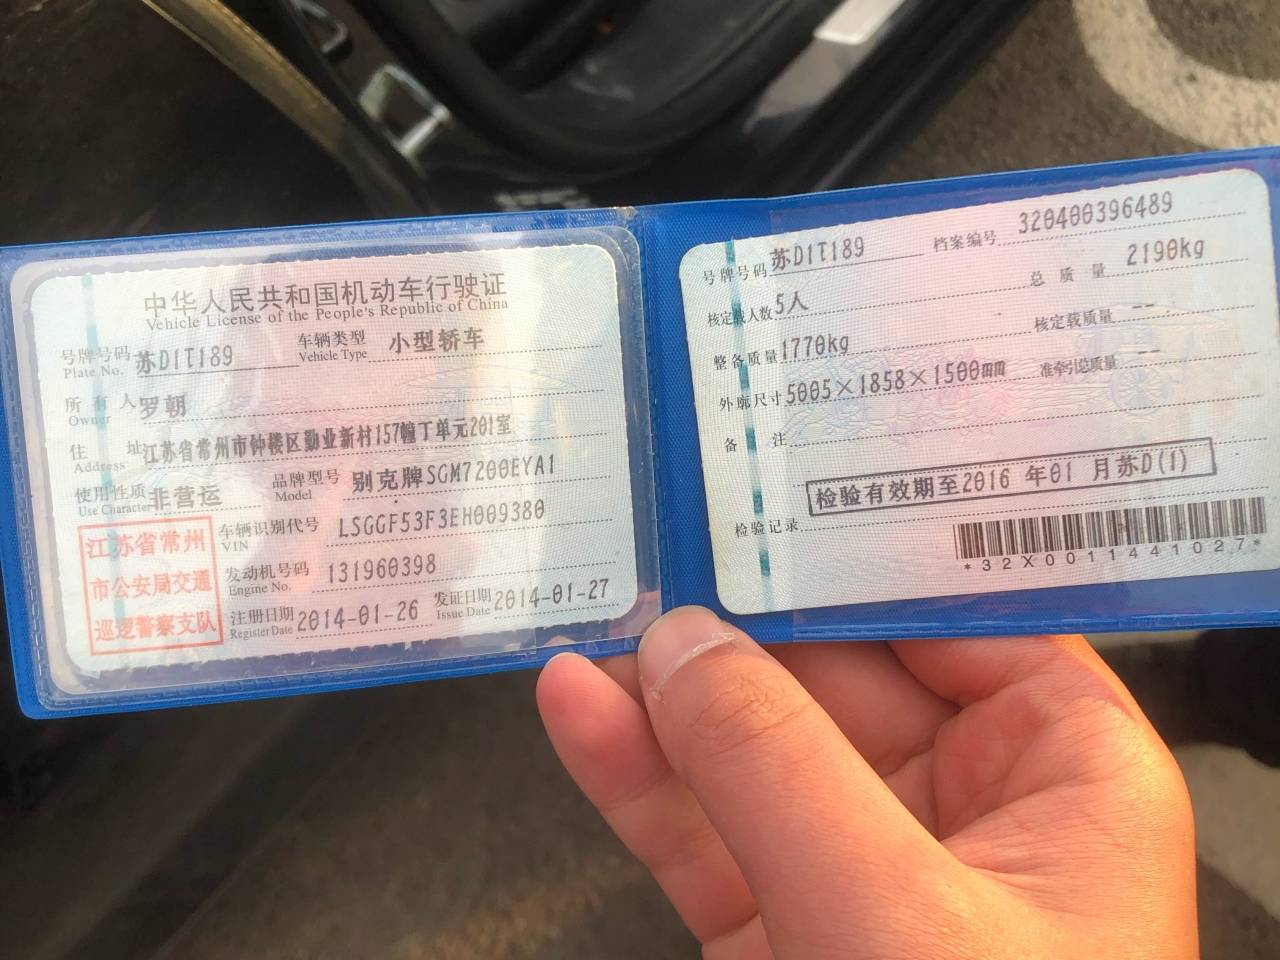 中华人民共和国机动车行驶证
Vehicle License of the People's Republic of China
号牌号码 苏D1T189 车辆类型 小型轿车
Plate No. Vehicle Type
所有人 罗朝
Owner
住址 江苏省常州市钟楼区勤业新村157幢丁单元201室
Address
使用性质 非营运 品牌型号 别克牌SGM7200EYA1
Use Character Model
江苏省常州
市公安局交通
巡逻警察支队
车辆识别代号 LSGGF53F3EH009380
VIN
发动机号码 131960398
Engine No.
注册日期 2014-01-26 发证日期 2014-01-27
Register Date Issue Date
号牌号码 苏D1T189 档案编号 320400396489
核定载人数 5人 总质量 2190kg
整备质量 1770kg 核定载质量 --
外廓尺寸 5005×1858×1500mm 准牵引总质量 --
备注
检验有效期至2016 年01 月苏D(1)
检验记录
*32X0011441027*